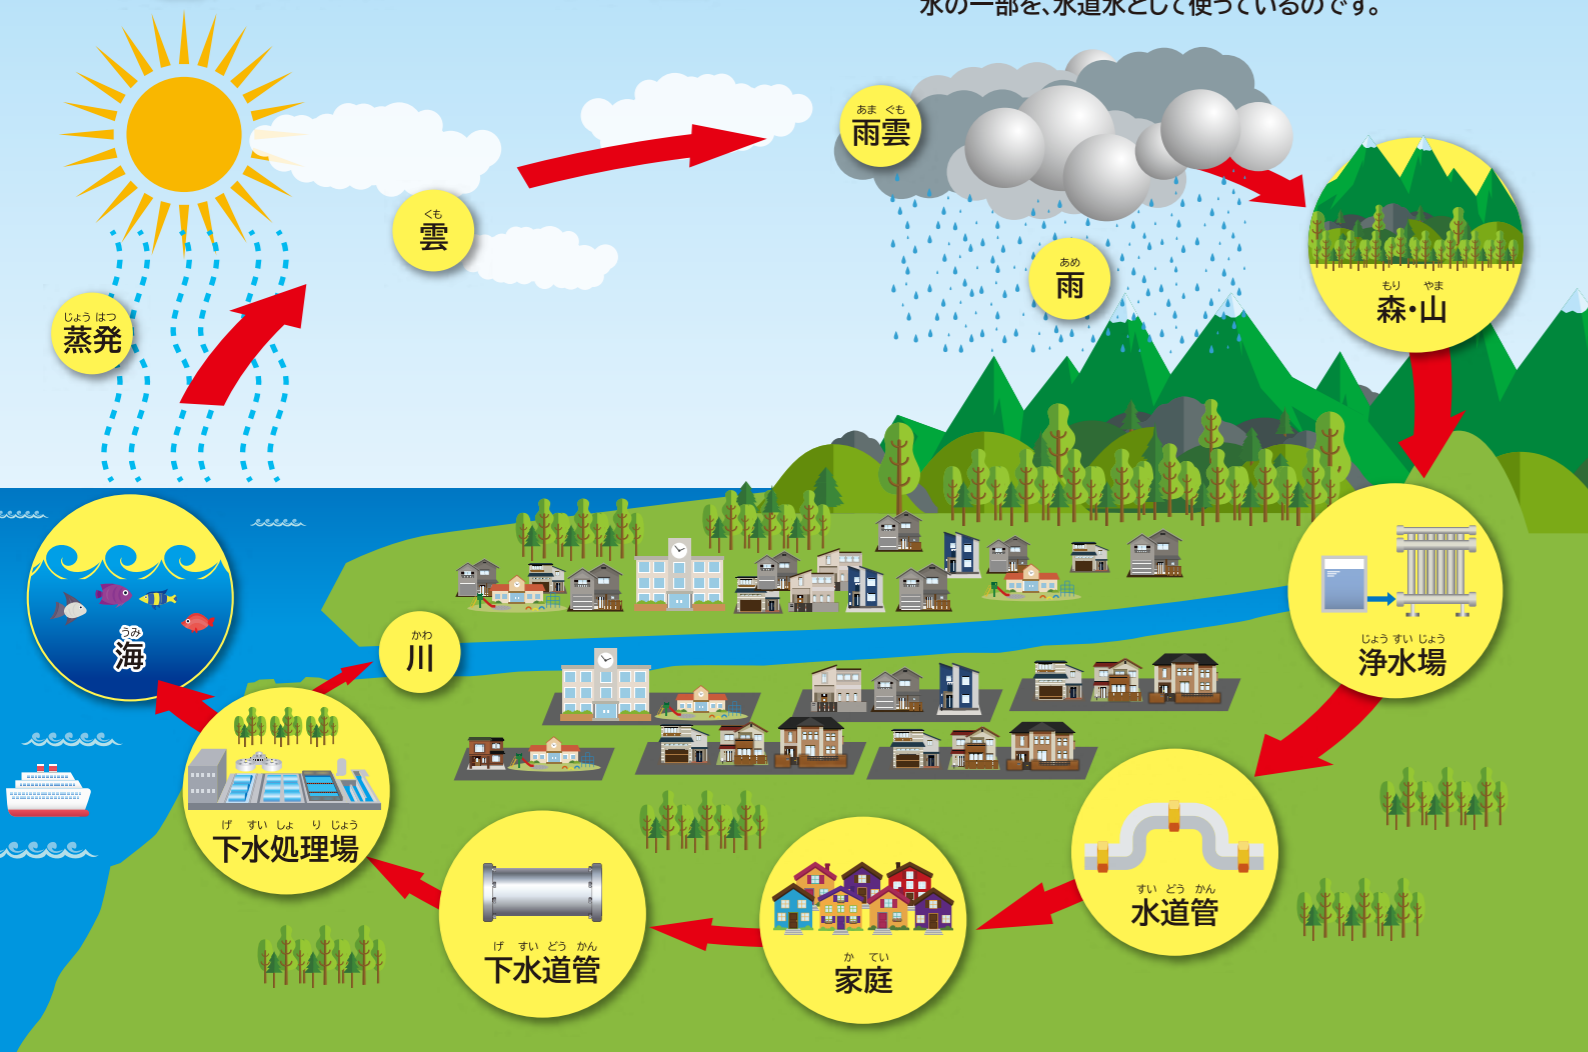 水の一部を、水道水として使っているのです。
あま ぐも
雨雲
くも
雲
あめ
雨
もり やま
森・山
じょう はつ
蒸発
うみ
海
かわ
川
じょう すい じょう
浄水場
げ すい しょ り じょう
下水処理場
げ すい どう かん
下水道管
か てい
家庭
すい どう かん
水道管